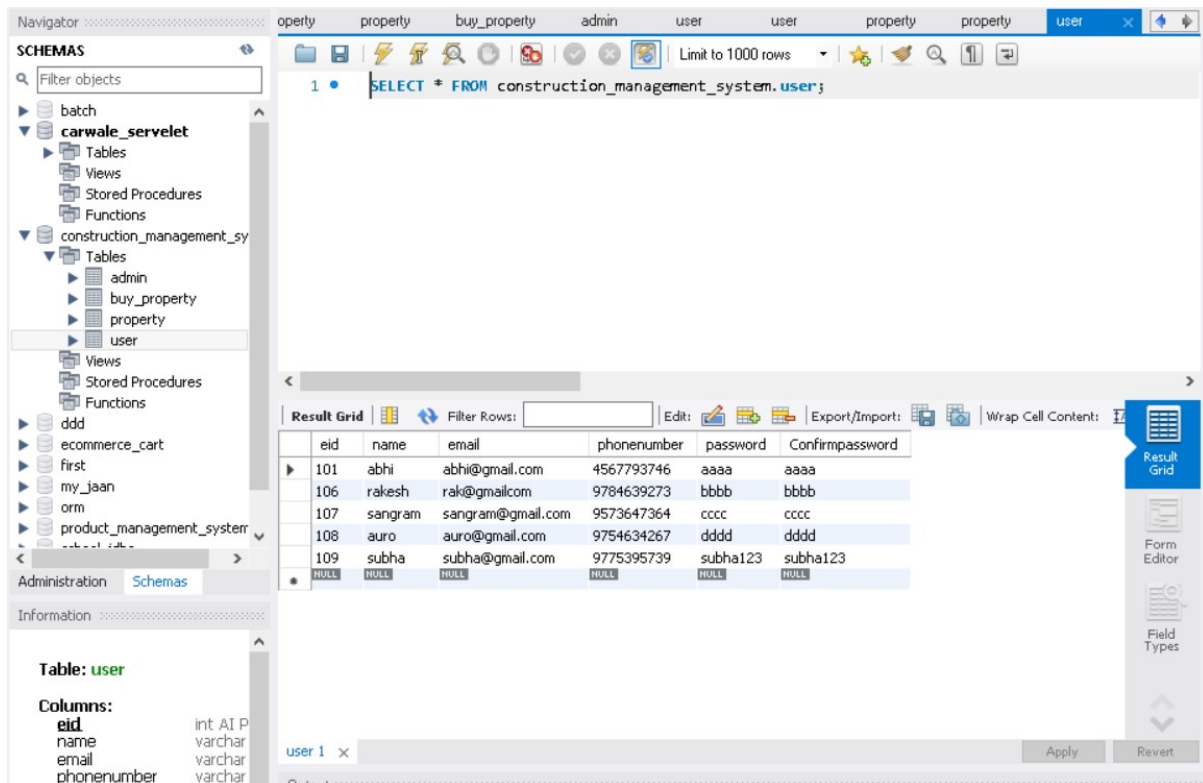 Navigator
operty property buy_property admin user user property property user
SCHEMAS
Filter objects
Limit to 1000 rows
1 SELECT * FROM construction_management_system.user;
batch
carwale_servelet
Tables
Views
Stored Procedures
Functions
construction_management_sy
Tables
admin
buy_property
property
user
Views
Stored Procedures
Functions
ddd
ecommerce_cart
first
my_jaan
orm
product_management_system
Administration Schemas
Information
Table: user
Columns:
eid int AI P
name varchar
email varchar
phonenumber varchar
Result Grid Filter Rows: Edit: Export/Import: Wrap Cell Content:
eid name email phonenumber password Confirmpassword
101 abhi abhi@gmail.com 4567793746 aaaa aaaa
106 rakesh rak@gmailcom 9784639273 bbbb bbbb
107 sangram sangram@gmail.com 9573647364 cccc cccc
108 auro auro@gmail.com 9754634267 dddd dddd
109 subha subha@gmail.com 9775395739 subha123 subha123
NULL NULL NULL NULL NULL NULL
Result
Grid
Form
Editor
Field
Types
user 1
Apply Revert